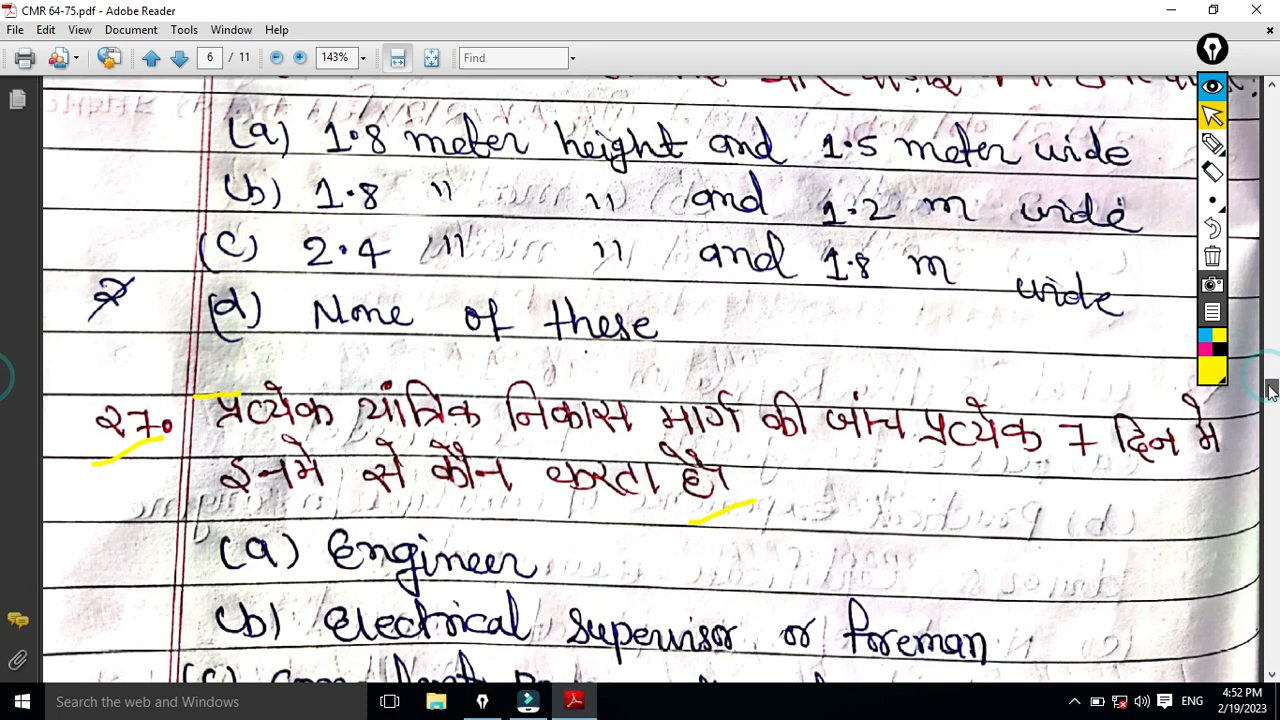 CMR 64-75.pdf - Adobe Reader
File Edit View Document Tools Window Help
6 / 11 143% Find
(a) 1.8 meter height and 1.5 meter wide
(b) 1.8 " " and 1.2 m wide
(c) 2.4 " " and 1.8 m wide
(d) None of these
270 प्रत्येक यांत्रिक निकास मार्ग की जांच प्रत्येक 7 दिन मे
इनमे से कौन करता है।
(a) Engineer
(b) Electrical supervisor or foreman
(c)
Search the web and Windows
ENG
4:52 PM
2/19/2023